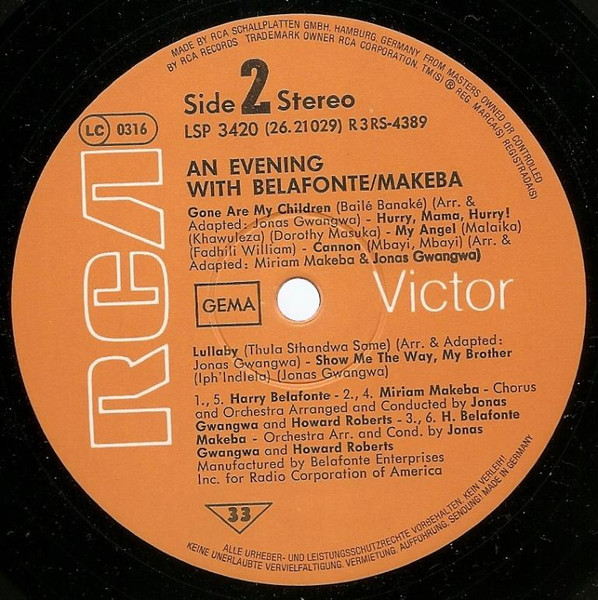 MADE BY RCA SCHALLPLATTEN GMBH, HAMBURG, GERMANY, FROM MASTERS OWNED OR CONTROLLED
BY RCA RECORDS TRADEMARK OWNER RCA CORPORATION. TM(S) ® REG. MARCA(S) REGISTRADA(S)
Side 2 Stereo
LC 0316
LSP 3420 (26.21029) R3RS-4389
AN EVENING
WITH BELAFONTE/MAKEBA
Gone Are My Children (Bailé Banaké) (Arr. &
Adapted: Jonas Gwangwa) - Hurry, Mama, Hurry!
(Khawuleza) (Dorothy Masuka) - My Angel (Malaika)
(Fadhili William) - Cannon (Mbayi, Mbayi) (Arr. &
Adapted: Miriam Makeba & Jonas Gwangwa)
RCA
GEMA
Victor
Lullaby (Thula Sthandwa Same) (Arr. & Adapted:
Jonas Gwangwa) - Show Me The Way, My Brother
(Iph'Indlela) (Jonas Gwangwa)
1., 5. Harry Belafonte - 2., 4. Miriam Makeba - Chorus
and Orchestra Arranged and Conducted by Jonas
Gwangwa and Howard Roberts - 3., 6. H. Belafonte
Makeba - Orchestra Arr. and Cond. by Jonas
Gwangwa and Howard Roberts
Manufactured by Belafonte Enterprises
Inc. for Radio Corporation of America
33
ALLE URHEBER- UND LEISTUNGSSCHUTZRECHTE VORBEHALTEN. KEIN VERLEIH!
KEINE UNERLAUBTE VERVIELFÄLTIGUNG, VERMIETUNG, AUFFÜHRUNG, SENDUNG! MADE IN GERMANY